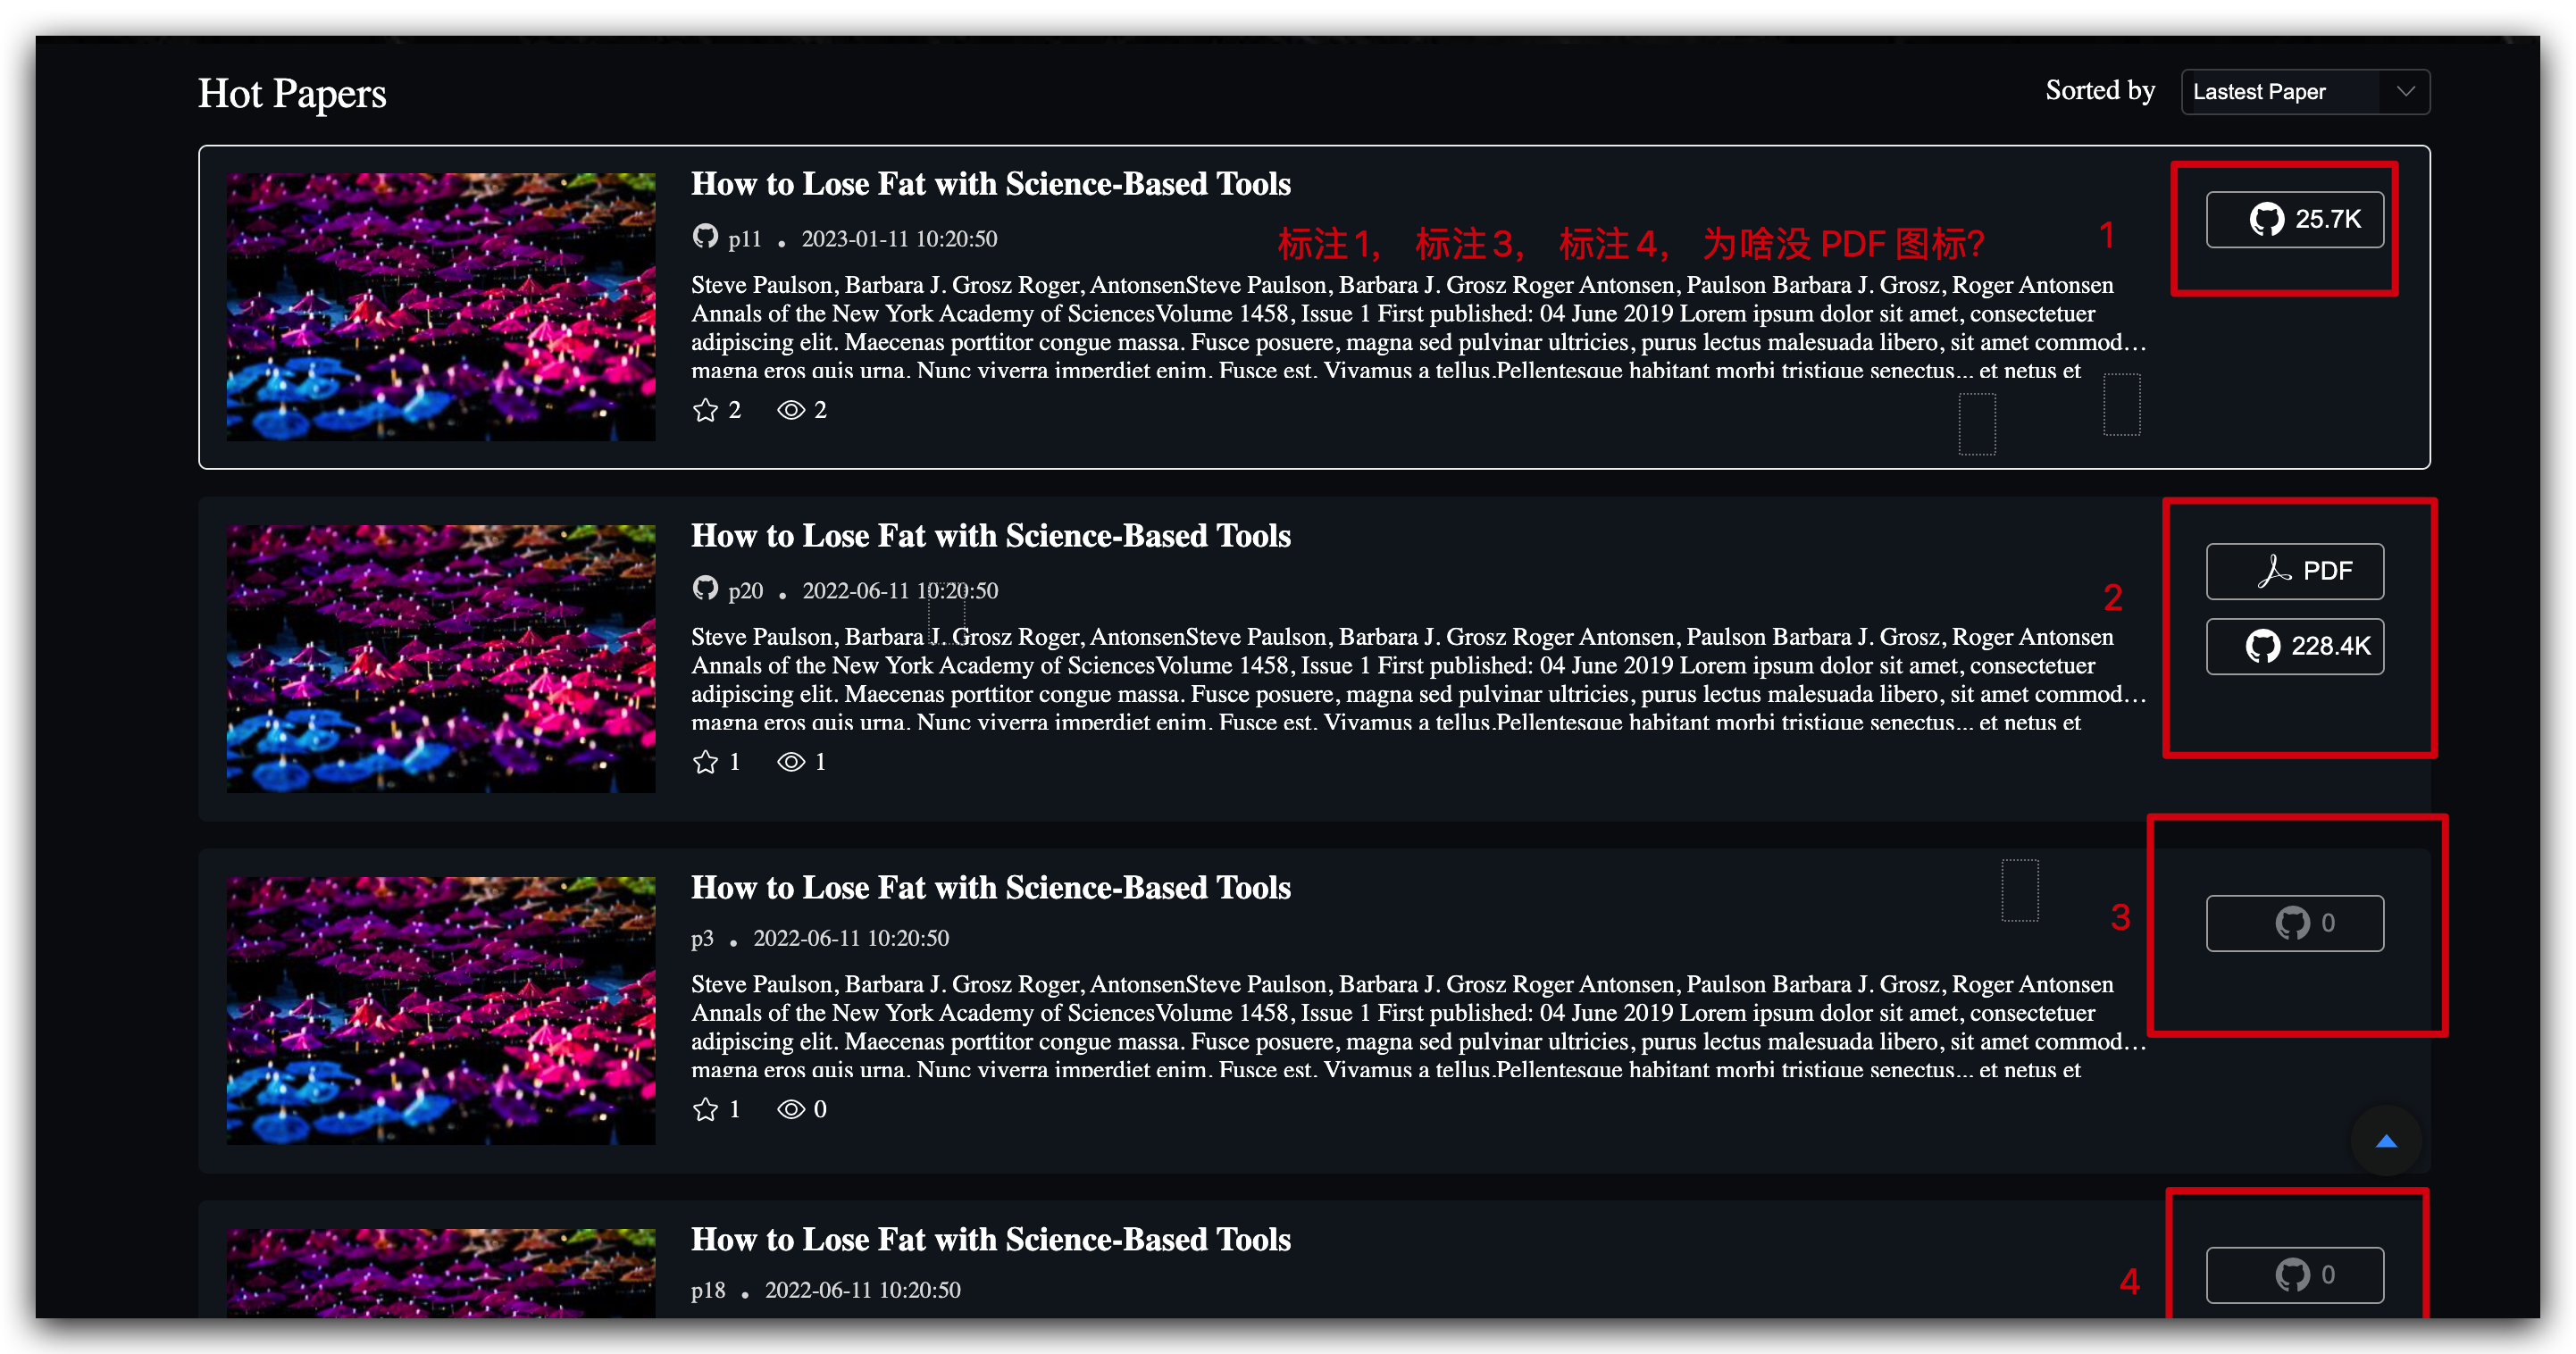 Hot Papers
Sorted by
Lastest Paper
How to Lose Fat with Science-Based Tools
p11 • 2023-01-11 10:20:50
标注1, 标注3, 标注4, 为啥没 PDF 图标?
1
25.7K
Steve Paulson, Barbara J. Grosz Roger, AntonsenSteve Paulson, Barbara J. Grosz Roger Antonsen, Paulson Barbara J. Grosz, Roger Antonsen
Annals of the New York Academy of SciencesVolume 1458, Issue 1 First published: 04 June 2019 Lorem ipsum dolor sit amet, consectetuer
adipiscing elit. Maecenas porttitor congue massa. Fusce posuere, magna sed pulvinar ultricies, purus lectus malesuada libero, sit amet commod...
magna eros quis urna. Nunc viverra imperdiet enim. Fusce est. Vivamus a tellus.Pellentesque habitant morbi tristique senectus... et netus et
2 2
How to Lose Fat with Science-Based Tools
p20 • 2022-06-11 10:20:50
2
PDF
228.4K
Steve Paulson, Barbara J. Grosz Roger, AntonsenSteve Paulson, Barbara J. Grosz Roger Antonsen, Paulson Barbara J. Grosz, Roger Antonsen
Annals of the New York Academy of SciencesVolume 1458, Issue 1 First published: 04 June 2019 Lorem ipsum dolor sit amet, consectetuer
adipiscing elit. Maecenas porttitor congue massa. Fusce posuere, magna sed pulvinar ultricies, purus lectus malesuada libero, sit amet commod...
magna eros quis urna. Nunc viverra imperdiet enim. Fusce est. Vivamus a tellus.Pellentesque habitant morbi tristique senectus... et netus et
1 1
How to Lose Fat with Science-Based Tools
p3 • 2022-06-11 10:20:50
3
0
Steve Paulson, Barbara J. Grosz Roger, AntonsenSteve Paulson, Barbara J. Grosz Roger Antonsen, Paulson Barbara J. Grosz, Roger Antonsen
Annals of the New York Academy of SciencesVolume 1458, Issue 1 First published: 04 June 2019 Lorem ipsum dolor sit amet, consectetuer
adipiscing elit. Maecenas porttitor congue massa. Fusce posuere, magna sed pulvinar ultricies, purus lectus malesuada libero, sit amet commod...
magna eros quis urna. Nunc viverra imperdiet enim. Fusce est. Vivamus a tellus.Pellentesque habitant morbi tristique senectus... et netus et
1 0
How to Lose Fat with Science-Based Tools
p18 • 2022-06-11 10:20:50
4
0